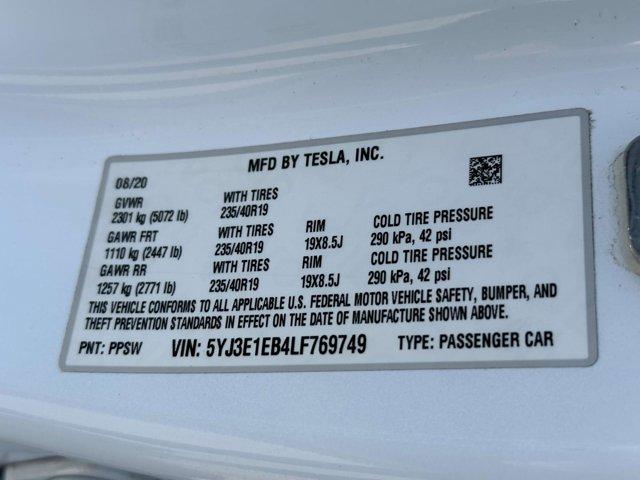 MFD BY TESLA, INC.
08/20
GVWR WITH TIRES
2301 kg (5072 lb) 235/40R19
GAWR FRT WITH TIRES RIM COLD TIRE PRESSURE
1110 kg (2447 lb) 235/40R19 19X8.5J 290 kPa, 42 psi
GAWR RR WITH TIRES RIM COLD TIRE PRESSURE
1257 kg (2771 lb) 235/40R19 19X8.5J 290 kPa, 42 psi
THIS VEHICLE CONFORMS TO ALL APPLICABLE U.S. FEDERAL MOTOR VEHICLE SAFETY, BUMPER, AND
THEFT PREVENTION STANDARDS IN EFFECT ON THE DATE OF MANUFACTURE SHOWN ABOVE.
PNT: PPSW VIN: 5YJ3E1EB4LF769749 TYPE: PASSENGER CAR